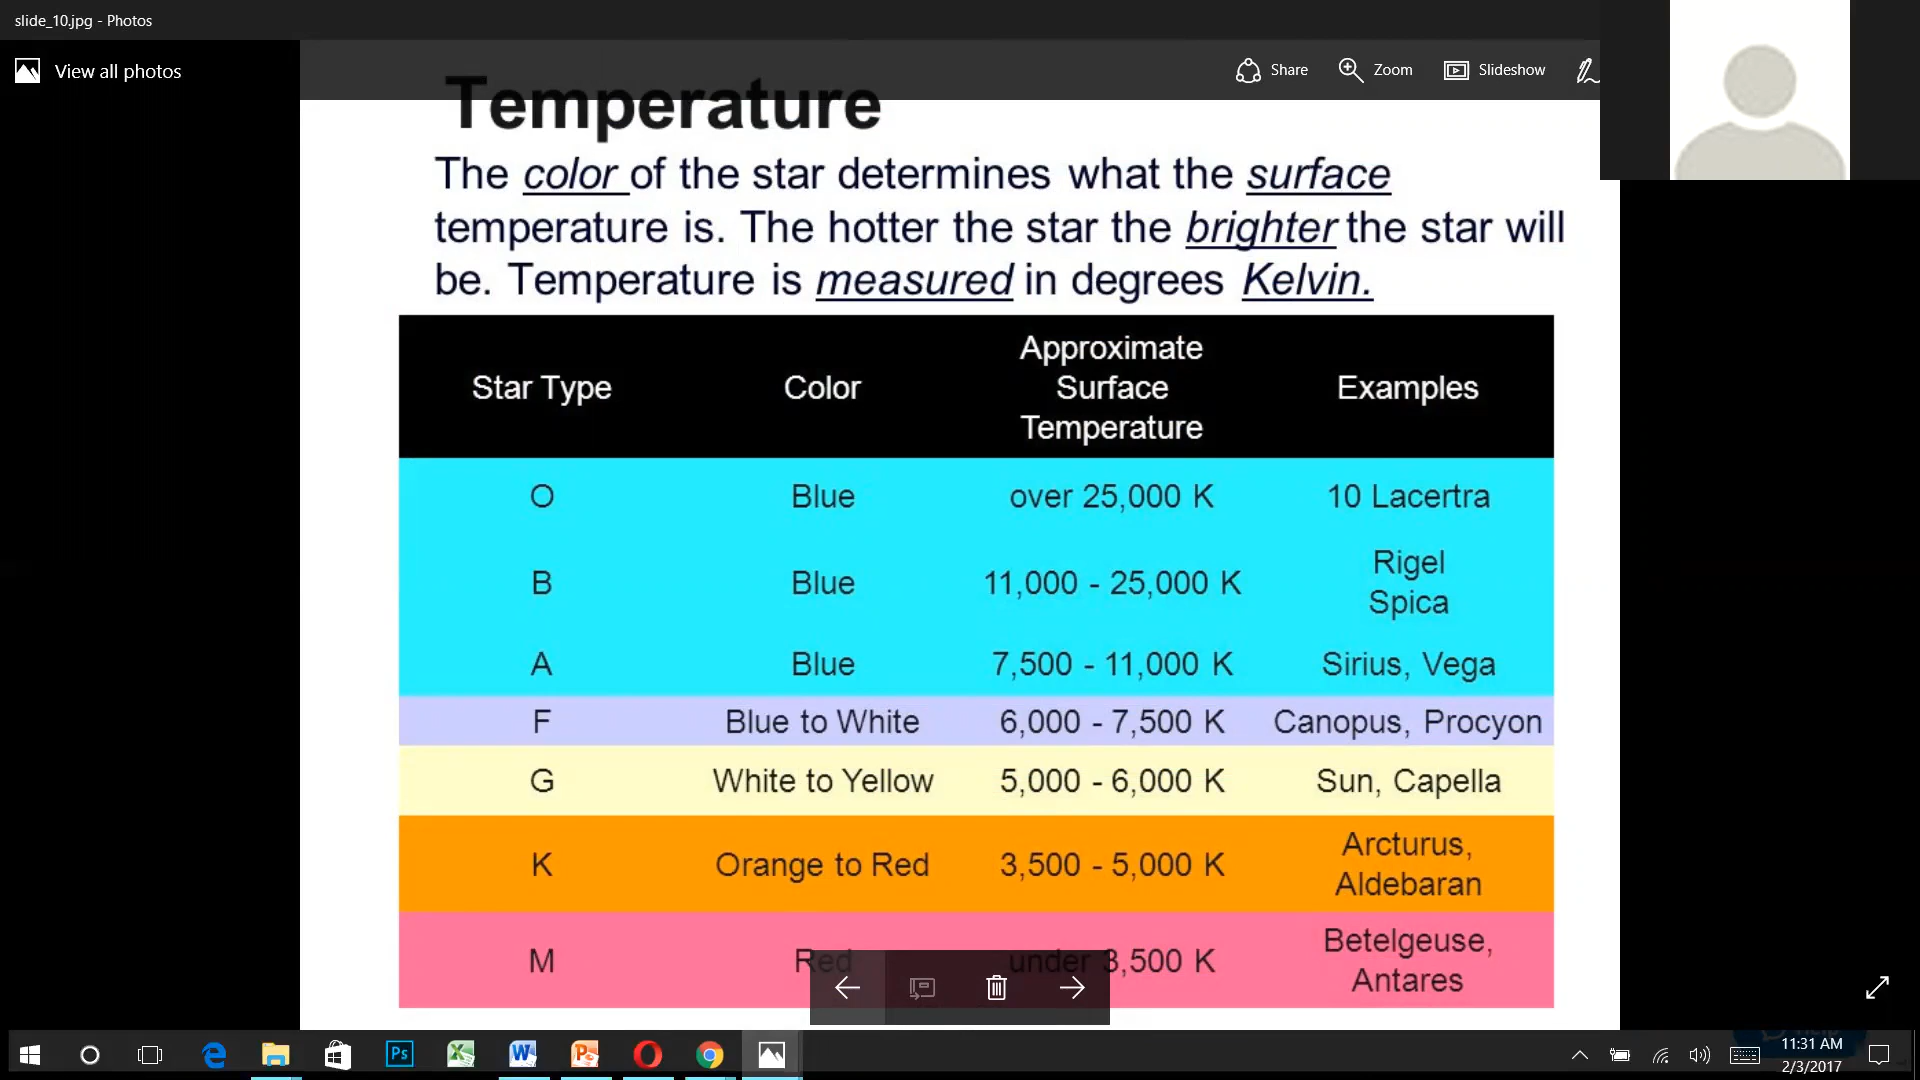 slide_10.jpg - Photos
View all photos
Share Zoom Slideshow
Temperature
The color of the star determines what the surface
temperature is. The hotter the star the brighter the star will
be. Temperature is measured in degrees Kelvin.
Star Type Color Approximate Surface Temperature Examples
O Blue over 25,000 K 10 Lacertra
B Blue 11,000 - 25,000 K Rigel Spica
A Blue 7,500 - 11,000 K Sirius, Vega
F Blue to White 6,000 - 7,500 K Canopus, Procyon
G White to Yellow 5,000 - 6,000 K Sun, Capella
K Orange to Red 3,500 - 5,000 K Arcturus, Aldebaran
M Red under 3,500 K Betelgeuse, Antares
Ps
11:31 AM
2/3/2017